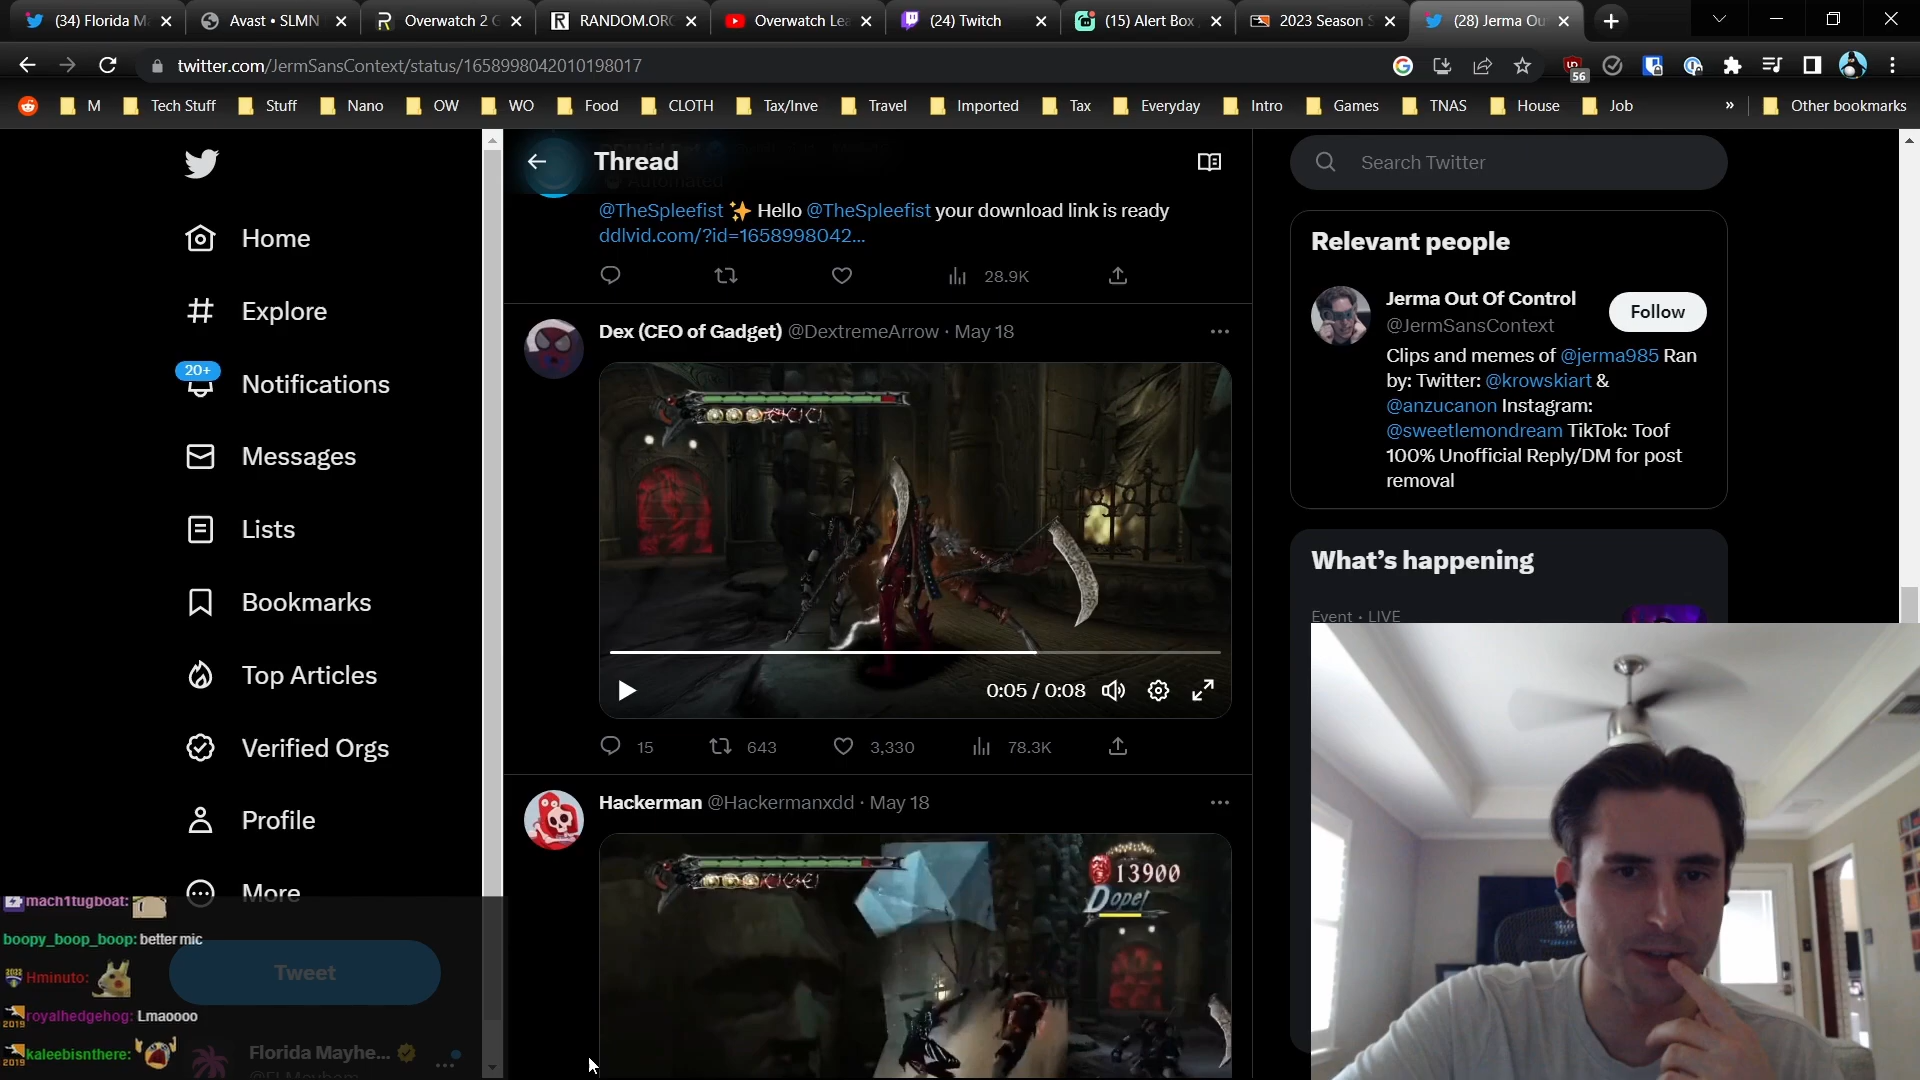 (34) Florida M
Avast • SLMN
Overwatch 2 G
RANDOM.ORG
Overwatch Lea
(24) Twitch
(15) Alert Box
2023 Season S
(28) Jerma Ou
twitter.com/JermSansContext/status/1658998042010198017
56
M
Tech Stuff
Stuff
Nano
OW
WO
Food
CLOTH
Tax/Inve
Travel
Imported
Tax
Everyday
Intro
Games
TNAS
House
Job
»
Other bookmarks
Home
Explore
20+
Notifications
Messages
Lists
Bookmarks
Top Articles
Verified Orgs
Profile
More
Tweet
Florida Mayhe...
@FLMayhem
mach1tugboat:
boopy_boop_boop: better mic
2022 Hminuto:
2019 royalhedgehog: Lmaoooo
2019 kaleebisnthere:
Thread
Automated
@TheSpleefist ✨ Hello @TheSpleefist your download link is ready
ddlvid.com/?id=1658998042...
28.9K
Dex (CEO of Gadget) @DextremeArrow · May 18
0:05 / 0:08
15
643
3,330
78.3K
Hackerman @Hackermanxdd · May 18
13900
Dope!
Search Twitter
Relevant people
Jerma Out Of Control
@JermSansContext
Follow
Clips and memes of @jerma985 Ran
by: Twitter: @krowskiart &
@anzucanon Instagram:
@sweetlemondream TikTok: Toof
100% Unofficial Reply/DM for post
removal
What's happening
Event · LIVE